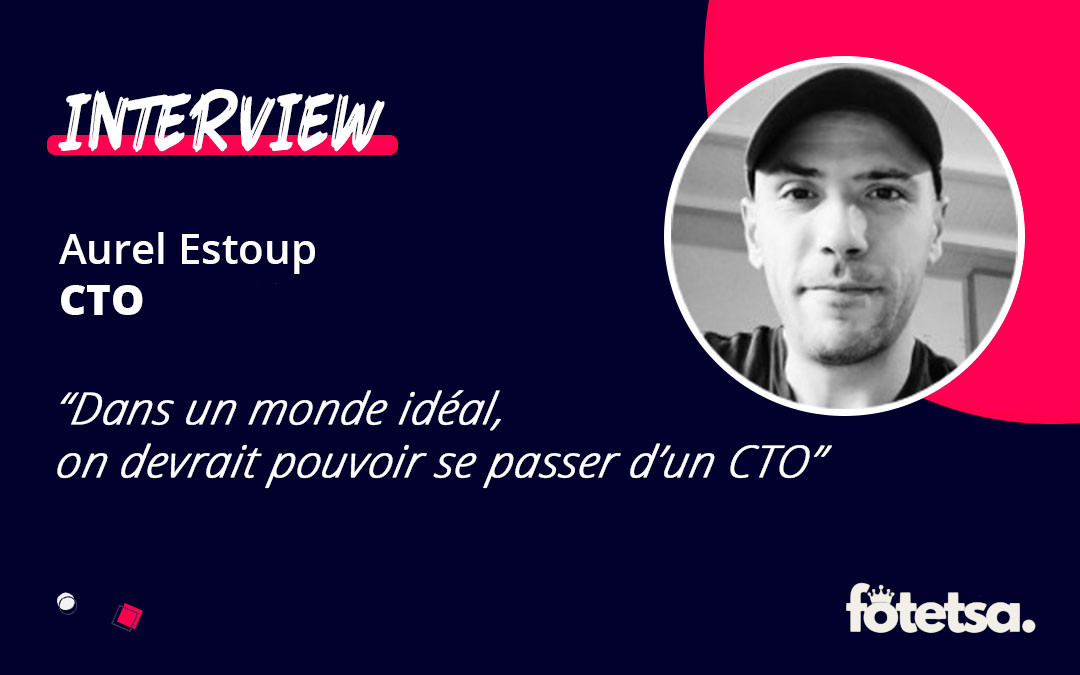 INTERVIEW
Aurel Estoup
CTO
“Dans un monde idéal,
on devrait pouvoir se passer d’un CTO”
fotetsa.